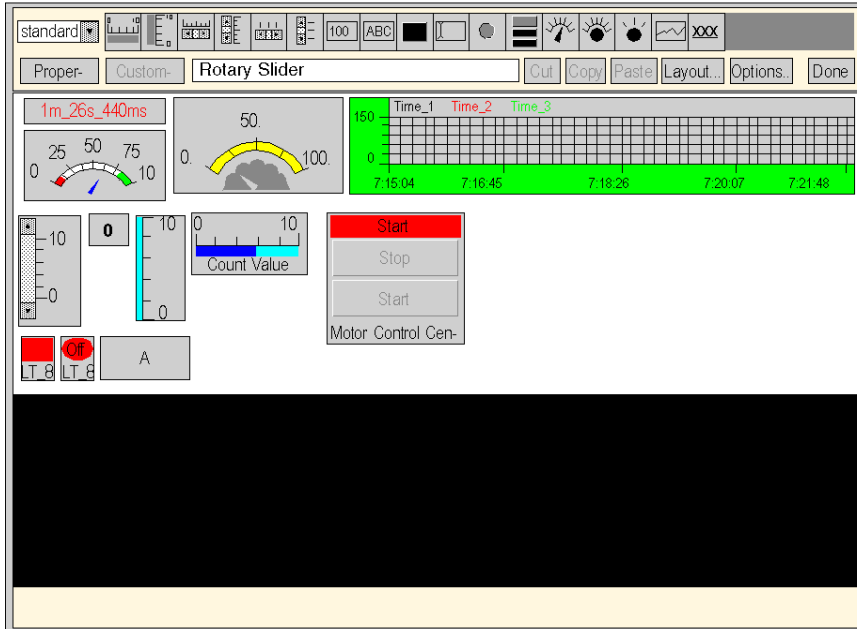 standard 100 ABC XXX
Proper- Custom- Rotary Slider Cut Copy Paste Layout... Options.. Done
1m_26s_440ms
0 25 50 75 10
0. 50. 100.
Time_1 Time_2 Time_3
150
0
7:15:04 7:16:45 7:18:26 7:20:07 7:21:48
10
0
0
10
0
0 10
Count Value
Start
Stop
Start
Motor Control Cen-
LT_8
Off
LT_8
A